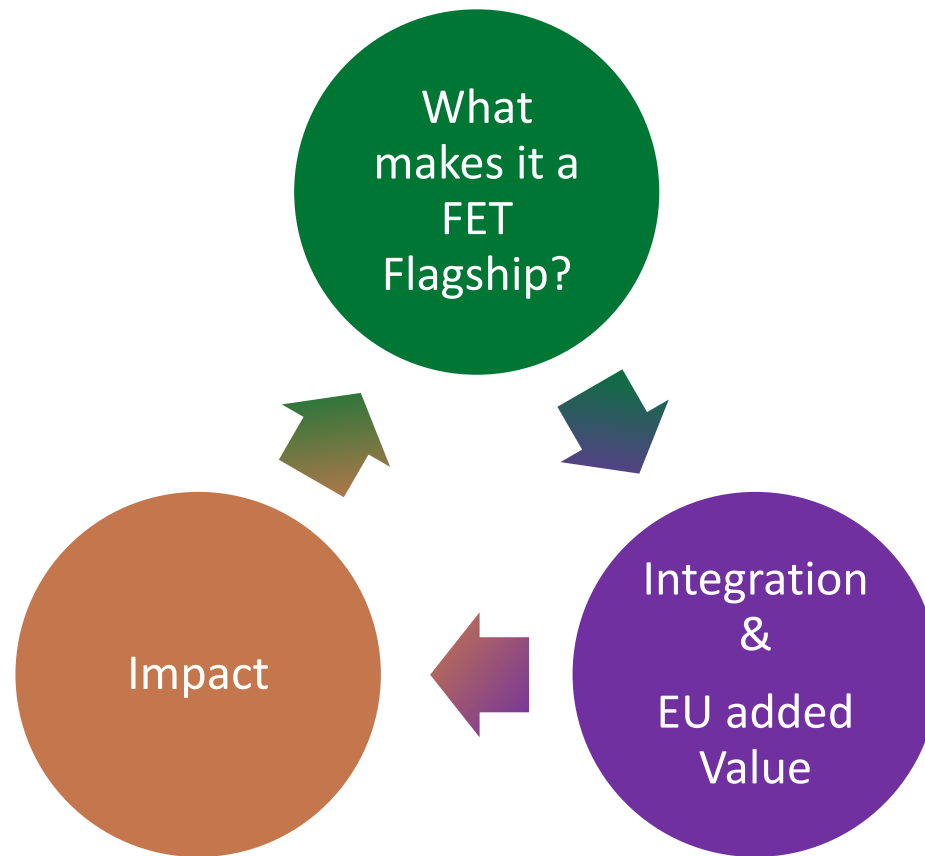 What
makes it a
FET
Flagship?
Integration
&
EU added
Value
Impact